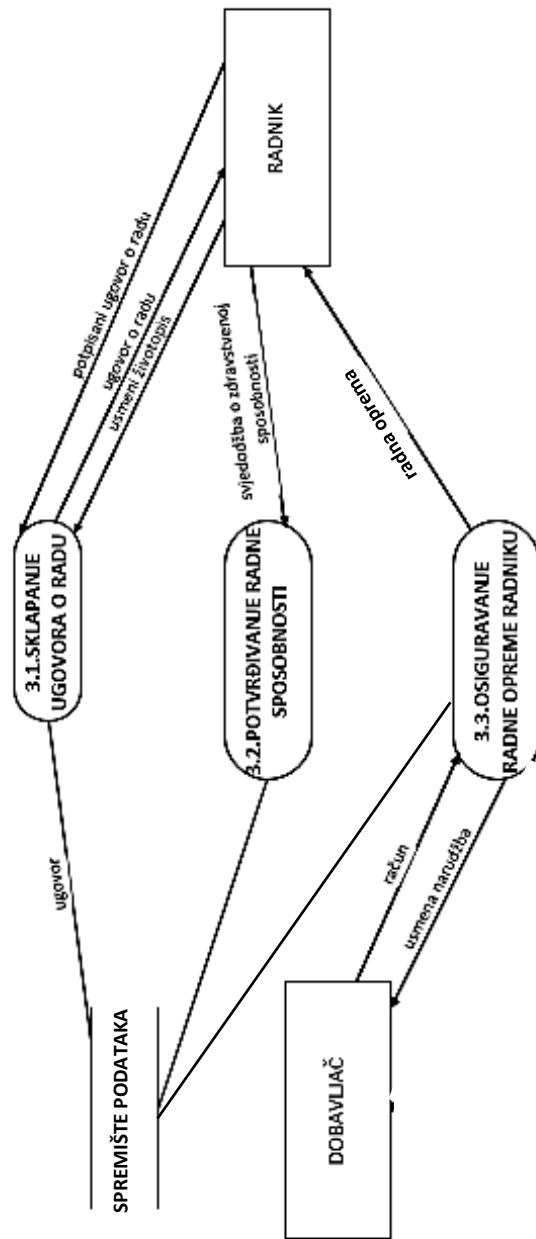 SPREMIŠTE PODATAKA
ugovor
3.1.SKLAPANJE
UGOVORA O RADU
potpisani ugovor o radu
ugovor o radu
usmeni životopis
RADNIK
svjedodžba o zdravstvenoj
sposobnosti
3.2.POTVRĐIVANJE RADNE
SPOSOBNOSTI
radna oprema
DOBAVLJAČ
račun
usmena narudžba
3.3.OSIGURAVANJE
RADNE OPREME RADNIKU